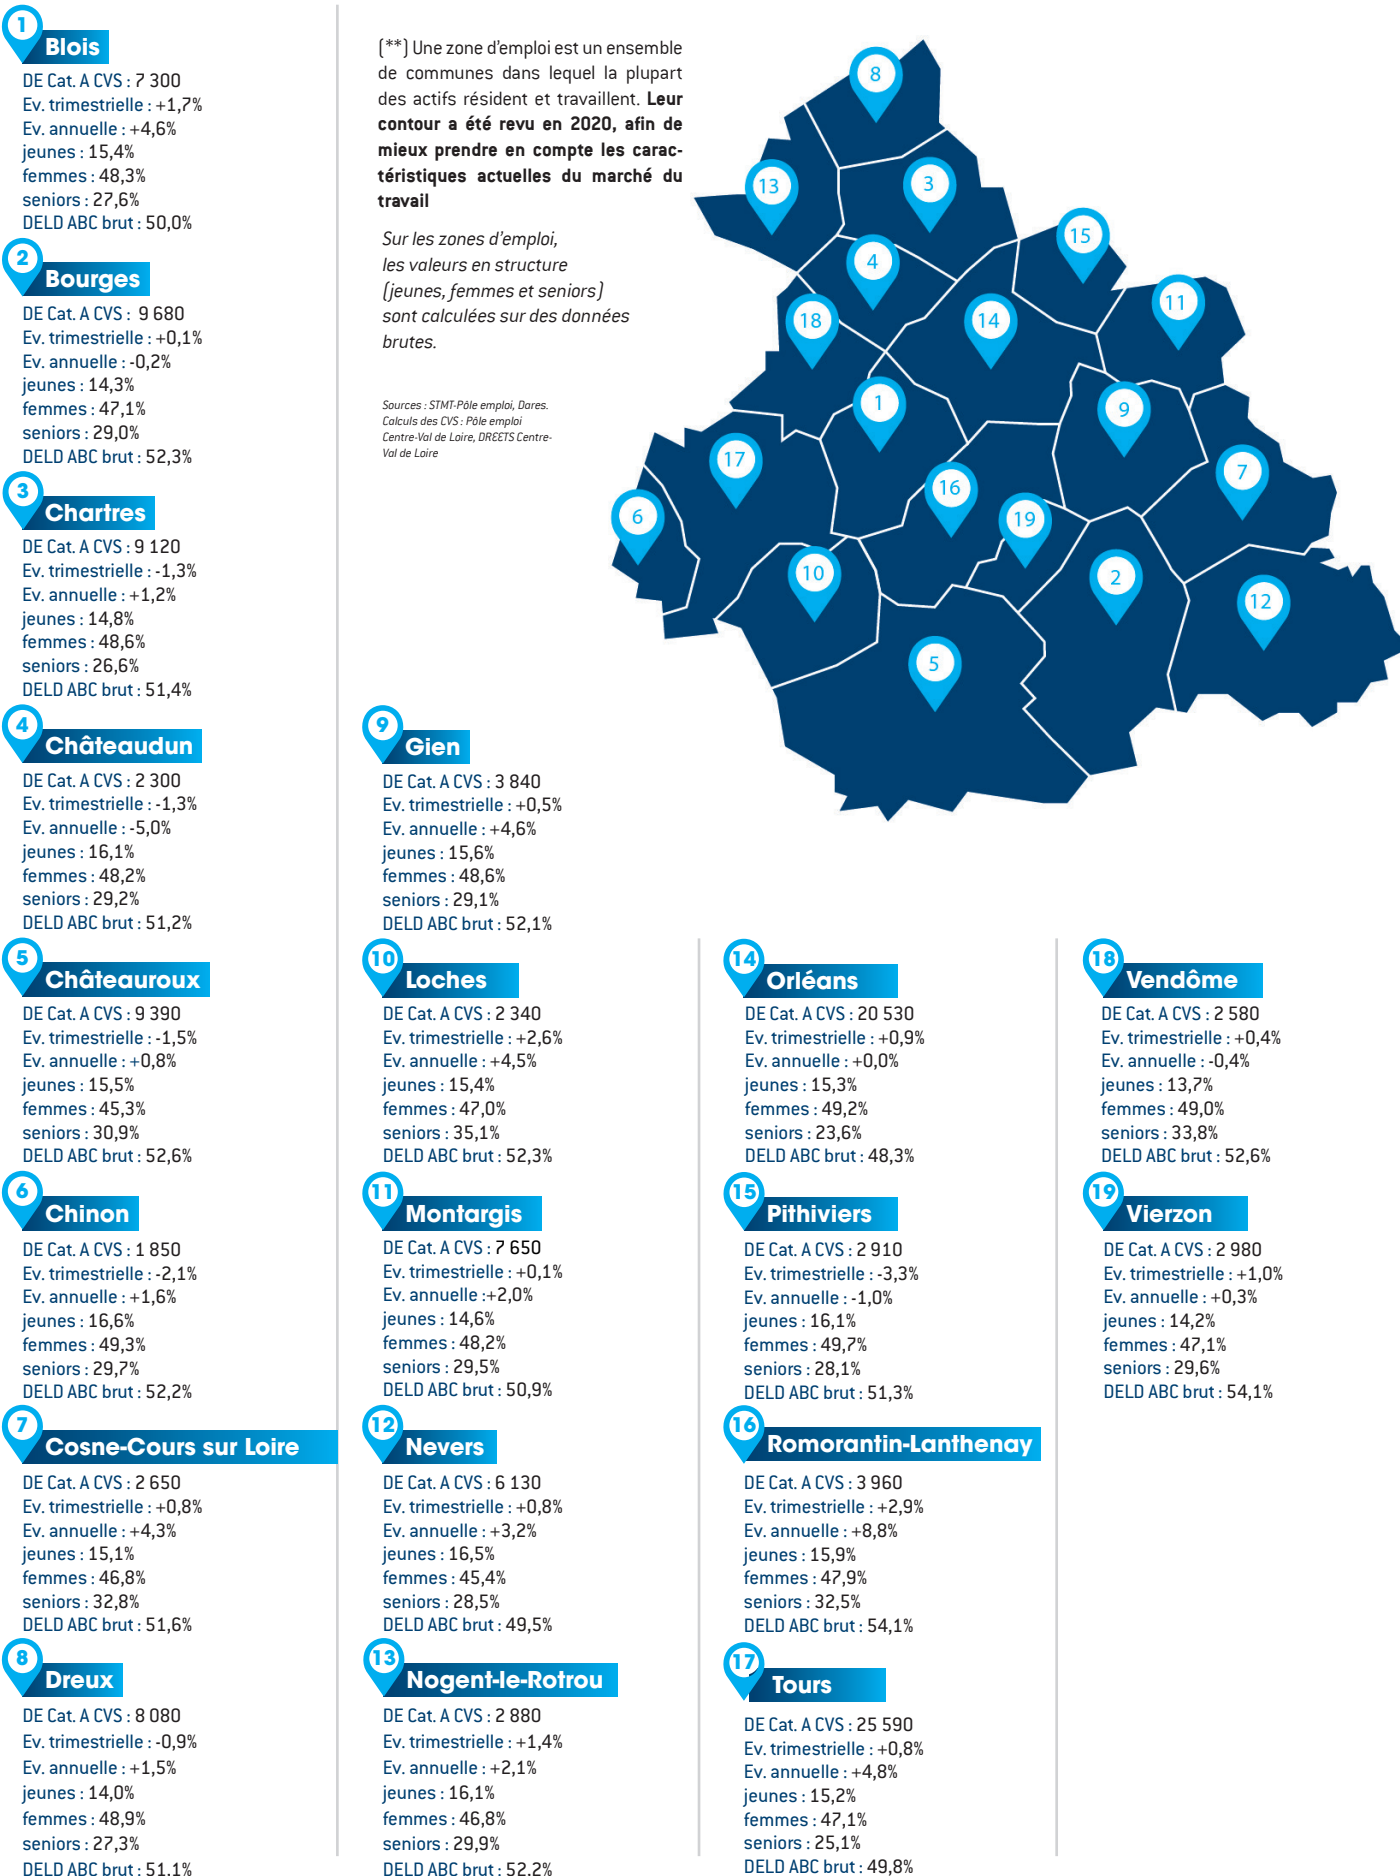 1
Blois
DE Cat. A CVS : 7 300
Ev. trimestrielle : +1,7%
Ev. annuelle : +4,6%
jeunes : 15,4%
femmes : 48,3%
seniors : 27,6%
DELD ABC brut : 50,0%
2
Bourges
DE Cat. A CVS : 9 680
Ev. trimestrielle : +0,1%
Ev. annuelle : -0,2%
jeunes : 14,3%
femmes : 47,1%
seniors : 29,0%
DELD ABC brut : 52,3%
3
Chartres
DE Cat. A CVS : 9 120
Ev. trimestrielle : -1,3%
Ev. annuelle : +1,2%
jeunes : 14,8%
femmes : 48,6%
seniors : 26,6%
DELD ABC brut : 51,4%
4
Châteaudun
DE Cat. A CVS : 2 300
Ev. trimestrielle : -1,3%
Ev. annuelle : -5,0%
jeunes : 16,1%
femmes : 48,2%
seniors : 29,2%
DELD ABC brut : 51,2%
5
Châteauroux
DE Cat. A CVS : 9 390
Ev. trimestrielle : -1,5%
Ev. annuelle : +0,8%
jeunes : 15,5%
femmes : 45,3%
seniors : 30,9%
DELD ABC brut : 52,6%
6
Chinon
DE Cat. A CVS : 1 850
Ev. trimestrielle : -2,1%
Ev. annuelle : +1,6%
jeunes : 16,6%
femmes : 49,3%
seniors : 29,7%
DELD ABC brut : 52,2%
7
Cosne-Cours sur Loire
DE Cat. A CVS : 2 650
Ev. trimestrielle : +0,8%
Ev. annuelle : +4,3%
jeunes : 15,1%
femmes : 46,8%
seniors : 32,8%
DELD ABC brut : 51,6%
8
Dreux
DE Cat. A CVS : 8 080
Ev. trimestrielle : -0,9%
Ev. annuelle : +1,5%
jeunes : 14,0%
femmes : 48,9%
seniors : 27,3%
DELD ABC brut : 51,1%
(**) Une zone d'emploi est un ensemble
de communes dans lequel la plupart
des actifs résident et travaillent. Leur
contour a été revu en 2020, afin de
mieux prendre en compte les carac-
téristiques actuelles du marché du
travail
Sur les zones d'emploi,
les valeurs en structure
(jeunes, femmes et seniors)
sont calculées sur des données
brutes.
Sources : STMT-Pôle emploi, Dares.
Calculs des CVS : Pôle emploi
Centre-Val de Loire, DREETS Centre-
Val de Loire
8
13
3
15
4
11
18
14
1
9
17
7
16
6
19
10
2
12
5
9
Gien
DE Cat. A CVS : 3 840
Ev. trimestrielle : +0,5%
Ev. annuelle : +4,6%
jeunes : 15,6%
femmes : 48,6%
seniors : 29,1%
DELD ABC brut : 52,1%
10
Loches
DE Cat. A CVS : 2 340
Ev. trimestrielle : +2,6%
Ev. annuelle : +4,5%
jeunes : 15,4%
femmes : 47,0%
seniors : 35,1%
DELD ABC brut : 52,3%
11
Montargis
DE Cat. A CVS : 7 650
Ev. trimestrielle : +0,1%
Ev. annuelle :+2,0%
jeunes : 14,6%
femmes : 48,2%
seniors : 29,5%
DELD ABC brut : 50,9%
12
Nevers
DE Cat. A CVS : 6 130
Ev. trimestrielle : +0,8%
Ev. annuelle : +3,2%
jeunes : 16,5%
femmes : 45,4%
seniors : 28,5%
DELD ABC brut : 49,5%
13
Nogent-le-Rotrou
DE Cat. A CVS : 2 880
Ev. trimestrielle : +1,4%
Ev. annuelle : +2,1%
jeunes : 16,1%
femmes : 46,8%
seniors : 29,9%
DELD ABC brut : 52,2%
14
Orléans
DE Cat. A CVS : 20 530
Ev. trimestrielle : +0,9%
Ev. annuelle : +0,0%
jeunes : 15,3%
femmes : 49,2%
seniors : 23,6%
DELD ABC brut : 48,3%
15
Pithiviers
DE Cat. A CVS : 2 910
Ev. trimestrielle : -3,3%
Ev. annuelle : -1,0%
jeunes : 16,1%
femmes : 49,7%
seniors : 28,1%
DELD ABC brut : 51,3%
16
Romorantin-Lanthenay
DE Cat. A CVS : 3 960
Ev. trimestrielle : +2,9%
Ev. annuelle : +8,8%
jeunes : 15,9%
femmes : 47,9%
seniors : 32,5%
DELD ABC brut : 54,1%
17
Tours
DE Cat. A CVS : 25 590
Ev. trimestrielle : +0,8%
Ev. annuelle : +4,8%
jeunes : 15,2%
femmes : 47,1%
seniors : 25,1%
DELD ABC brut : 49,8%
18
Vendôme
DE Cat. A CVS : 2 580
Ev. trimestrielle : +0,4%
Ev. annuelle : -0,4%
jeunes : 13,7%
femmes : 49,0%
seniors : 33,8%
DELD ABC brut : 52,6%
19
Vierzon
DE Cat. A CVS : 2 980
Ev. trimestrielle : +1,0%
Ev. annuelle : +0,3%
jeunes : 14,2%
femmes : 47,1%
seniors : 29,6%
DELD ABC brut : 54,1%